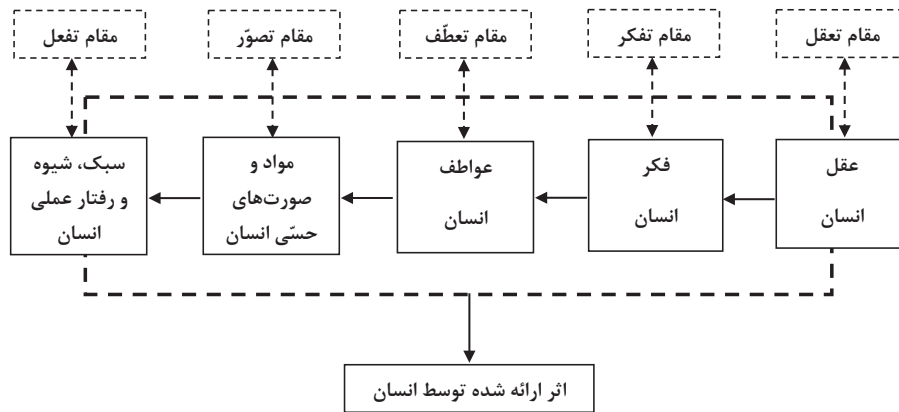 مقام تعقل
مقام تفکر
مقام تعطّف
مقام تصوّر
مقام تفعل
عقل
انسان
فکر
انسان
عواطف
انسان
مواد و
صورت‌های
حسّی انسان
سبک، شیوه
و رفتار عملی
انسان
اثر ارائه شده توسط انسان